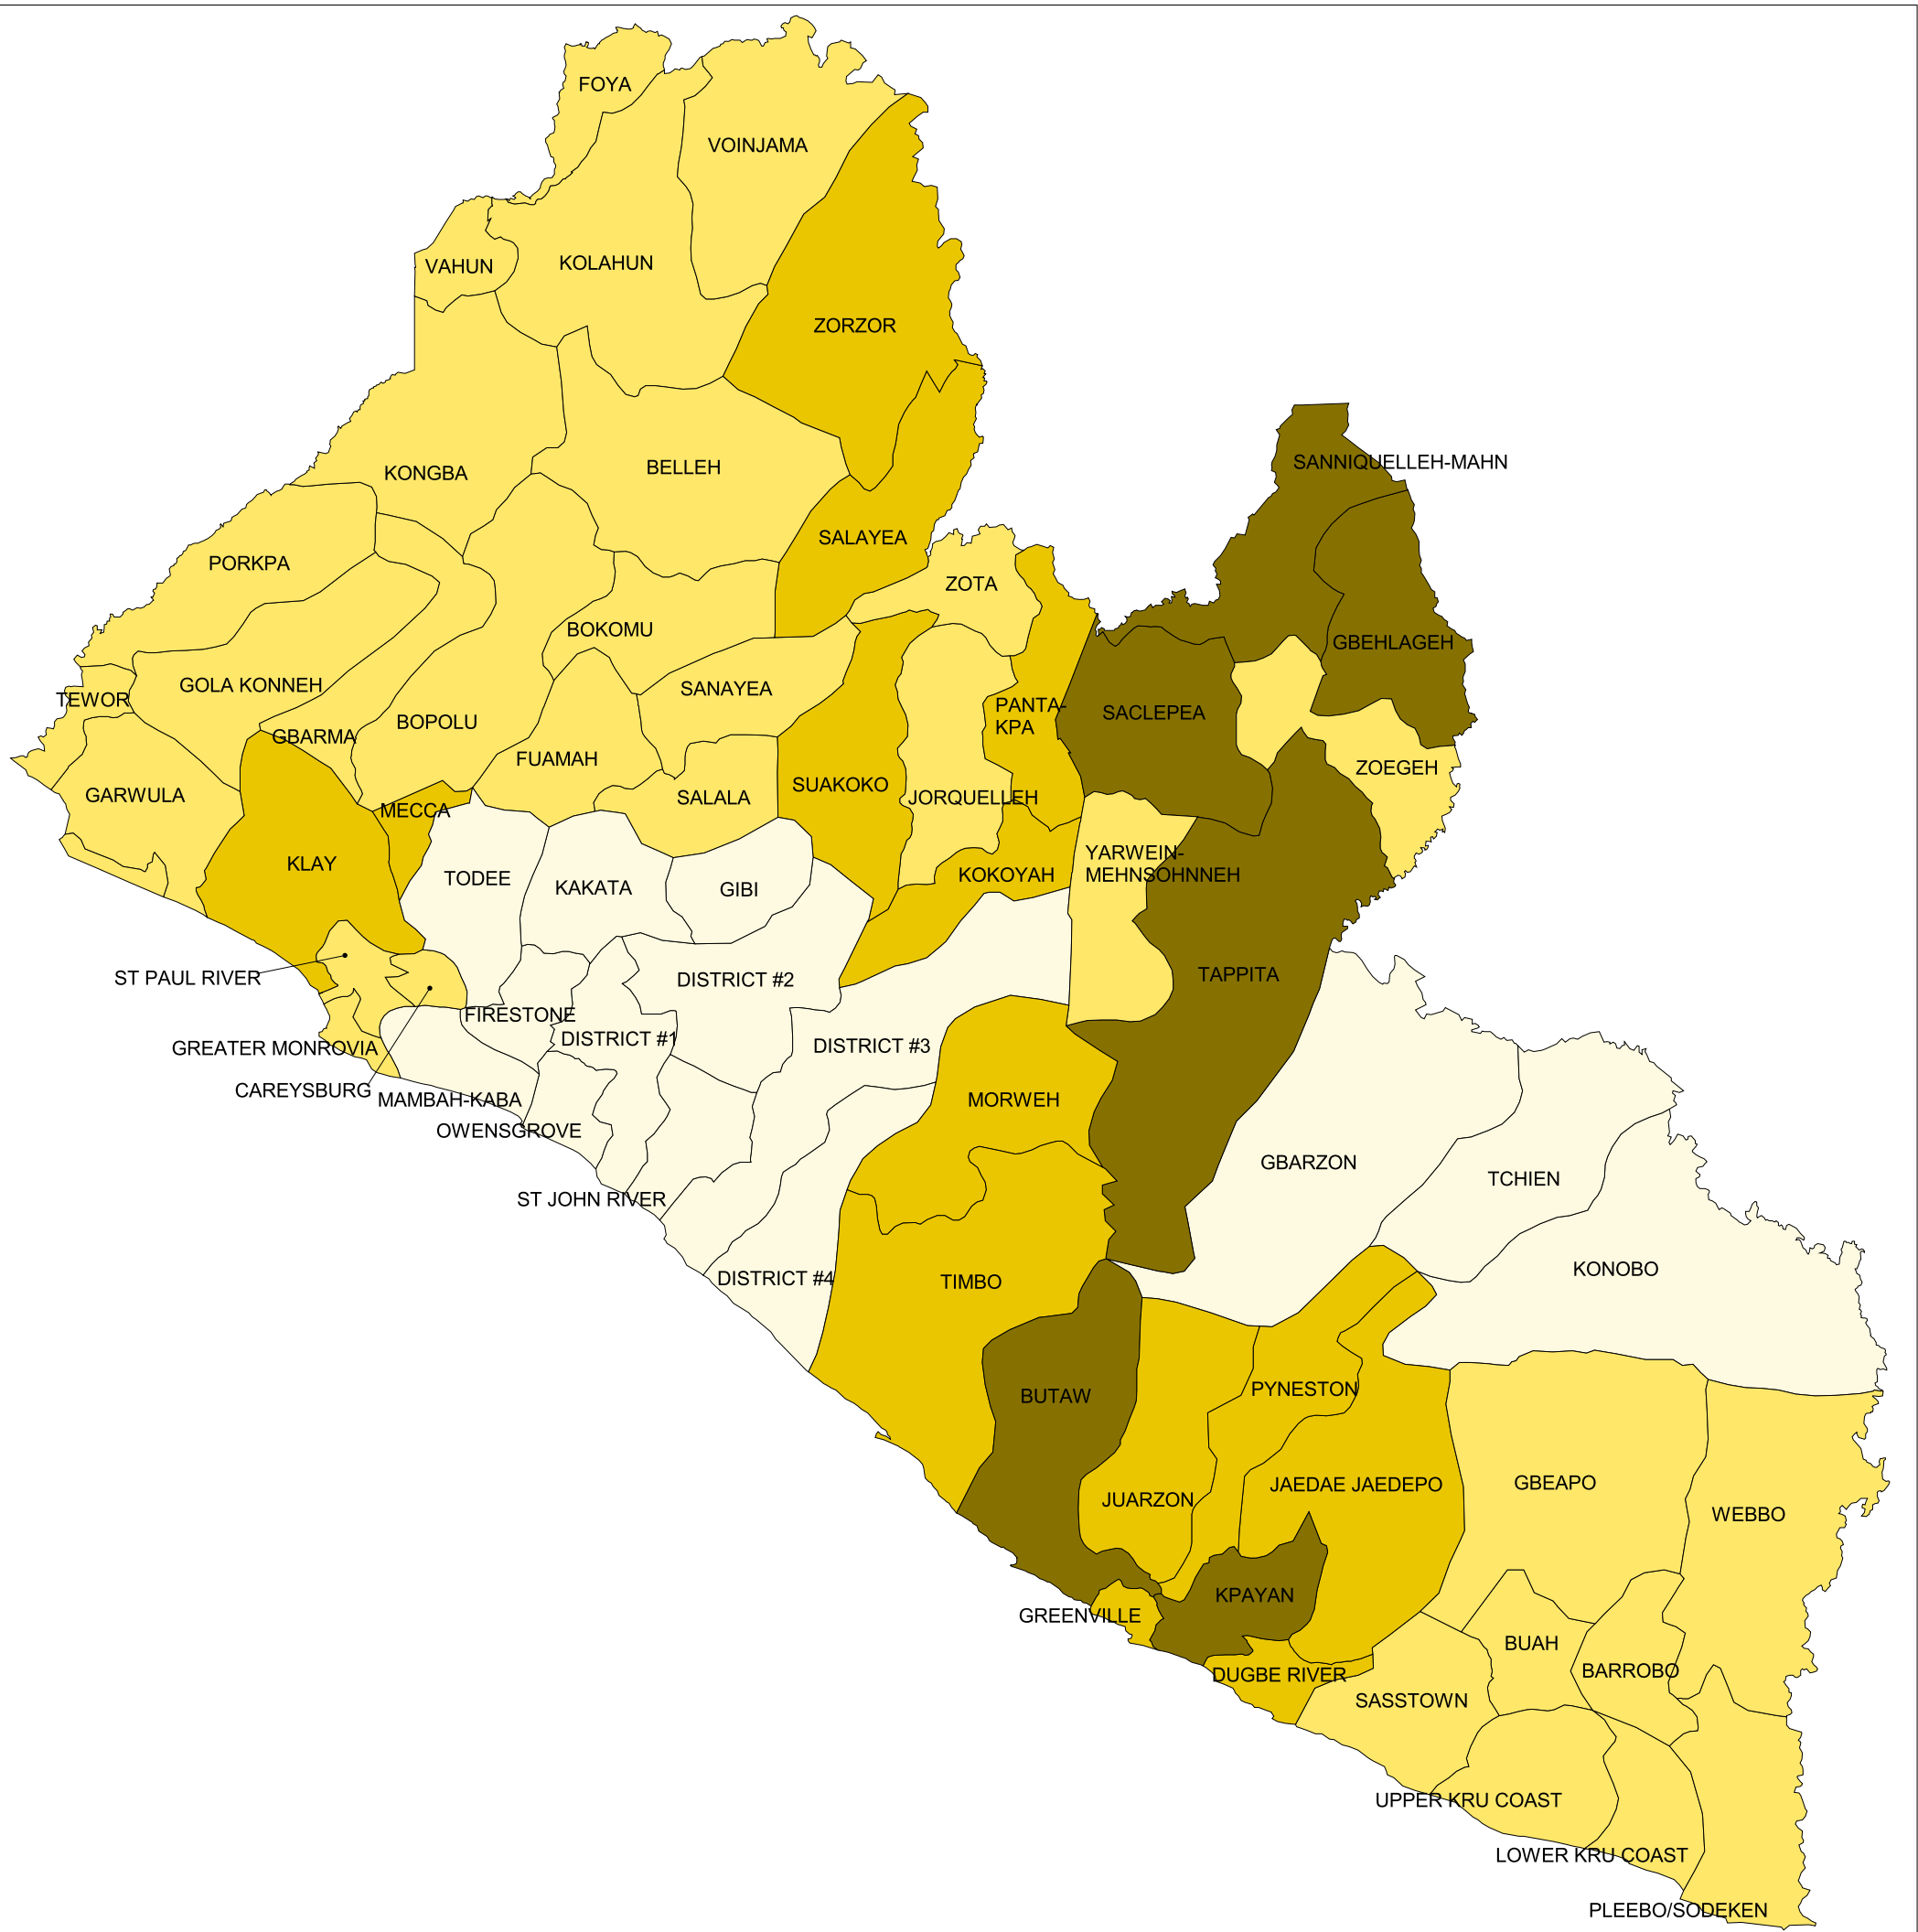 FOYA
VOINJAMA
VAHUN
KOLAHUN
ZORZOR
KONGBA
BELLEH
SANNIQUELLEH-MAHN
SALAYEA
PORKPA
ZOTA
BOKOMU
GBEHLAGEH
GOLA KONNEH
SANAYEA
TEWOR
PANTA-
KPA
SACLEPEA
BOPOLU
GBARMA
FUAMAH
ZOEGEH
GARWULA
SALALA
SUAKOKO
JORQUELLEH
MECCA
YARWEIN-
MEHNSOHNNEH
KLAY
TODEE
KAKATA
GIBI
KOKOYAH
ST PAUL RIVER
DISTRICT #2
TAPPITA
FIRESTONE
DISTRICT #1
DISTRICT #3
GREATER MONROVIA
CAREYSBURG
MAMBAH-KABA
MORWEH
OWENSGROVE
GBARZON
TCHIEN
ST JOHN RIVER
KONOBO
DISTRICT #4
TIMBO
PYNESTON
BUTAW
GBEAPO
JAEDAE JAEDEPO
JUARZON
WEBBO
KPAYAN
GREENVILLE
BUAH
BARROBO
DUGBE RIVER
SASSTOWN
UPPER KRU COAST
LOWER KRU COAST
PLEEBO/SODEKEN